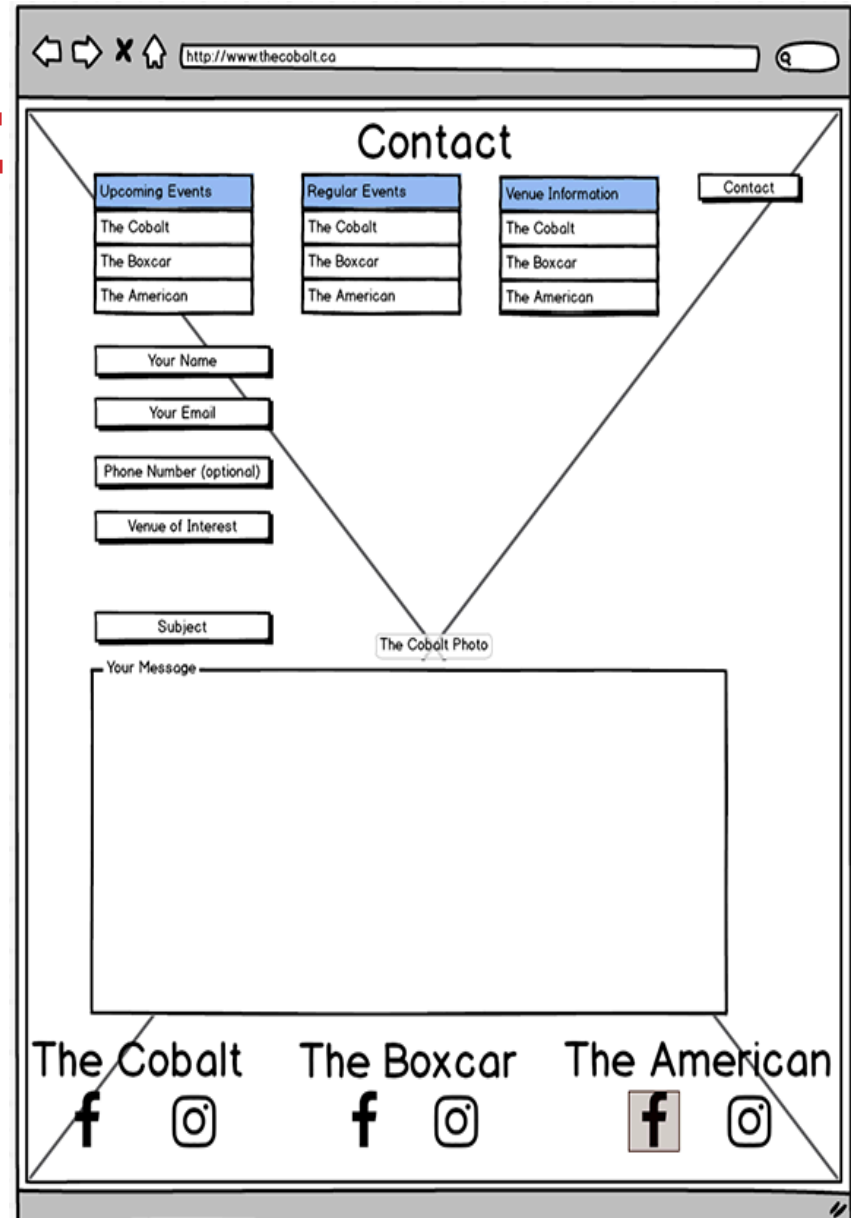 http://www.thecobalt.ca
Contact
Upcoming Events
The Cobalt
The Boxcar
The American
Regular Events
The Cobalt
The Boxcar
The American
Venue Information
The Cobalt
The Boxcar
The American
Contact
Your Name
Your Email
Phone Number (optional)
Venue of Interest
Subject
The Cobalt Photo
Your Message
The Cobalt
The Boxcar
The American